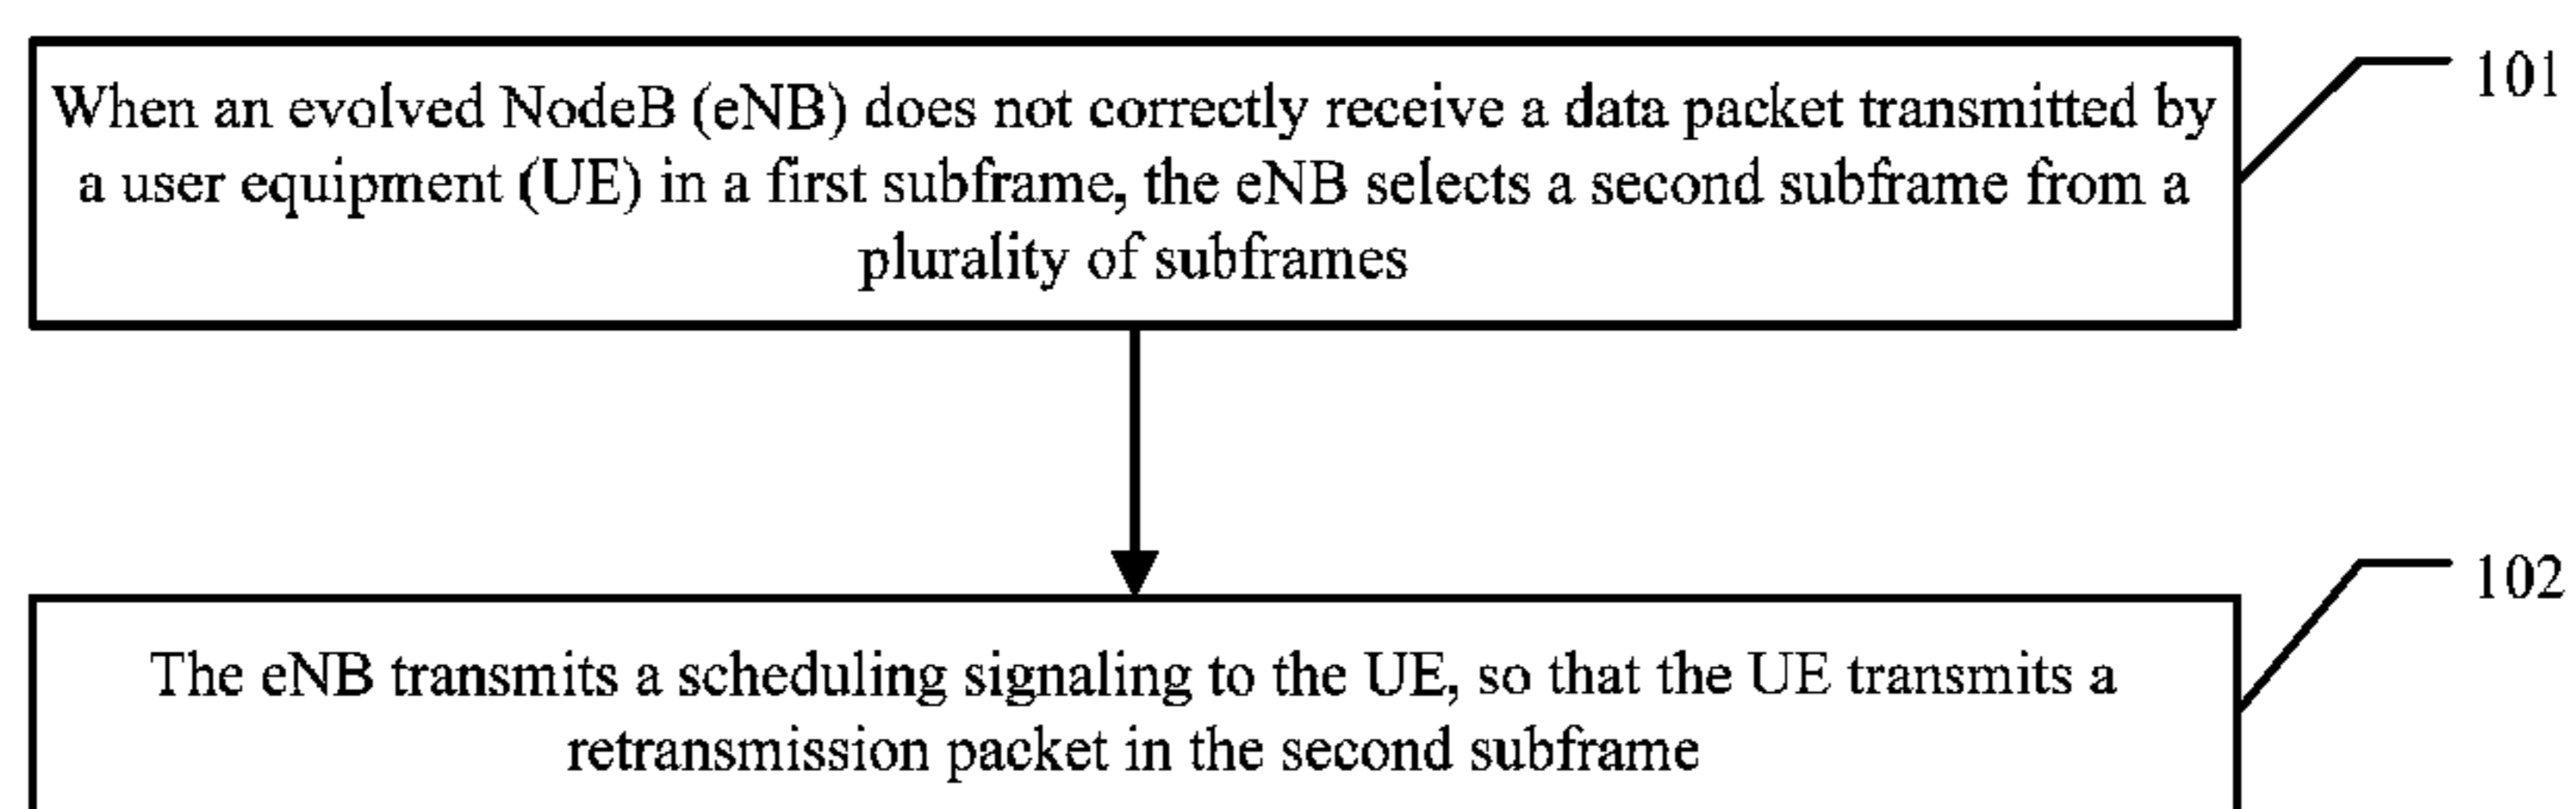 When an evolved NodeB (eNB) does not correctly receive a data packet transmitted by
a user equipment (UE) in a first subframe, the eNB selects a second subframe from a
plurality of subframes
101
The eNB transmits a scheduling signaling to the UE, so that the UE transmits a
retransmission packet in the second subframe
102